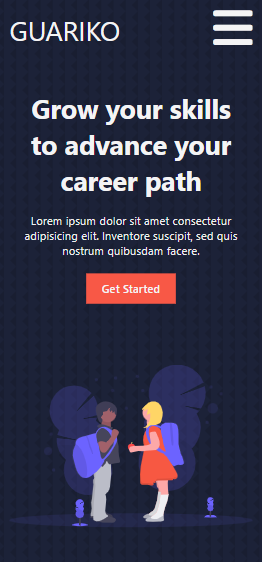 GUARIKO
Grow your skills
to advance your
career path
Lorem ipsum dolor sit amet consectetur
adipisicing elit. Inventore suscipit, sed quis
nostrum quibusdam facere.
Get Started